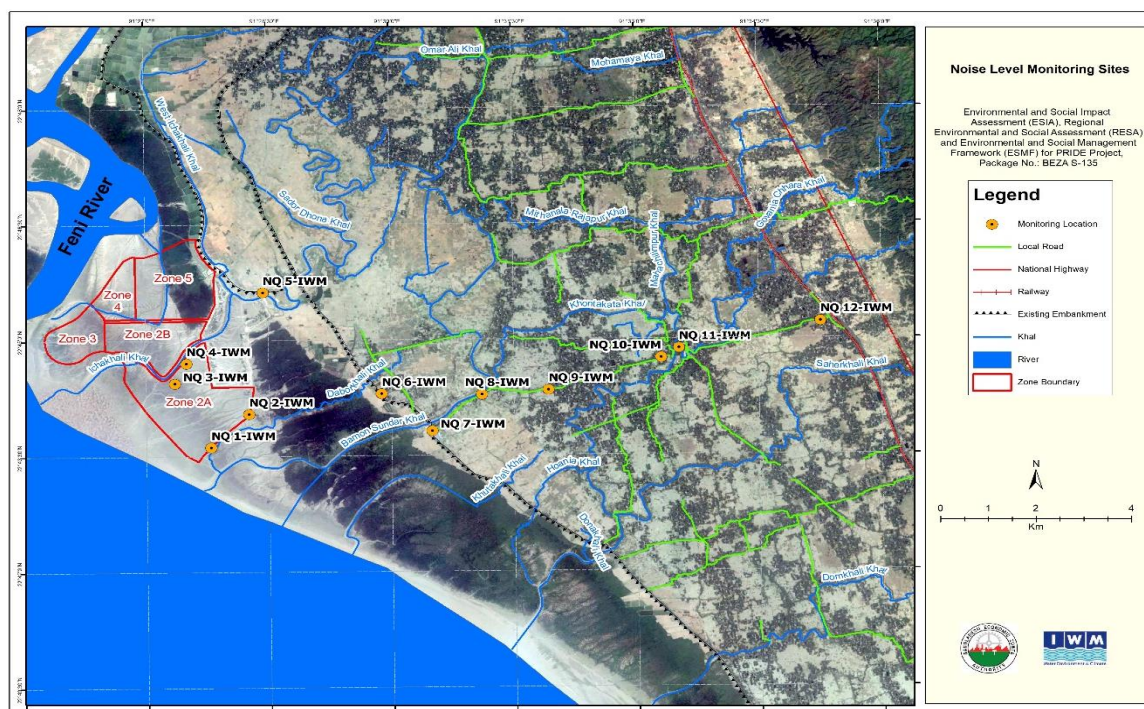 Omar Ali Khal
Mohamaya Khal
West Ichakhali Khal
Sador Dhona Khal
Feni River
Mithanala Rajapur Khal
Govania Chhara Khal
Khontakata Khal
Zone 5
Zone
4
Zone 3
Zone 2B
Ichakhali Khal
Zone 2A
NQ 5-IWM
NQ 4-IWM
NQ 3-IWM
NQ 2-IWM
NQ 1-IWM
NQ 6-IWM
NQ 7-IWM
NQ 8-IWM
NQ 9-IWM
NQ 10-IWM
NQ 11-IWM
NQ 12-IWM
Bamon Sundar Khal
Saherkhali Khal
Domkhali Khal
Noise Level Monitoring Sites
Environmental and Social Impact
Assessment (ESIA), Regional
Environmental and Social Assessment (RESA)
and Environmental and Social Management
Framework (ESMF) for PRIDE Project,
Package No.: BEZA S-135
Legend
Monitoring Location
Local Road
National Highway
Railway
Existing Embankment
Khal
River
Zone Boundary
N
0 1 2 4
Km
IWM